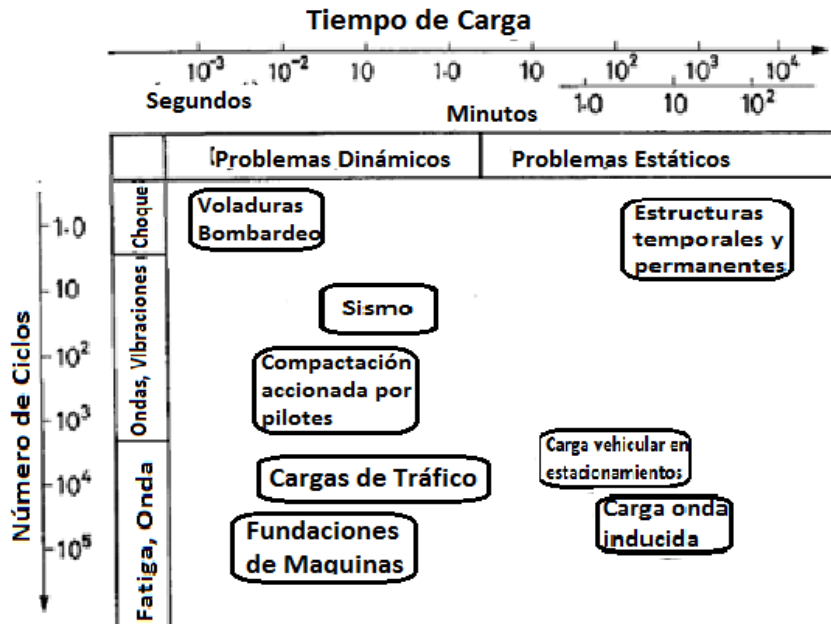 Tiempo de Carga
10⁻³ 10⁻² 10 1·0 10 10² 10³ 10⁴
1·0 10 10²
Segundos
Minutos
Problemas Dinámicos
Problemas Estáticos
Número de Ciclos
1·0
10
10²
10³
10⁴
10⁵
Choque
Ondas, Vibraciones
Fatiga, Onda
Voladuras
Bombardeo
Estructuras
temporales y
permanentes
Sismo
Compactación
accionada por
pilotes
Carga vehicular en
estacionamientos
Cargas de Tráfico
Carga onda
inducida
Fundaciones
de Maquinas